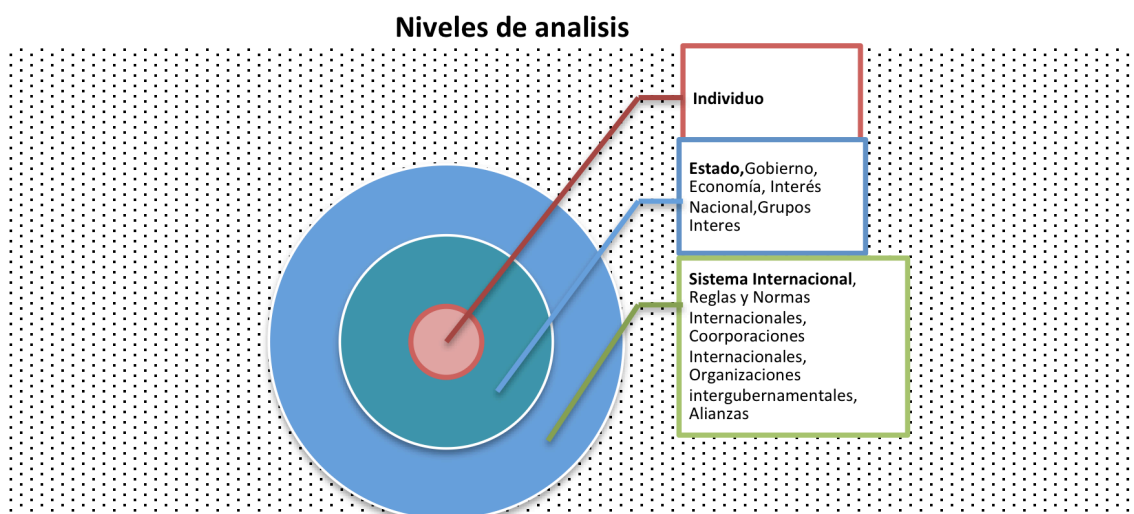 Niveles de analisis
Individuo
Estado,Gobierno,
Economía, Interés
Nacional,Grupos
Interes
Sistema Internacional,
Reglas y Normas
Internacionales,
Coorporaciones
Internacionales,
Organizaciones
intergubernamentales,
Alianzas